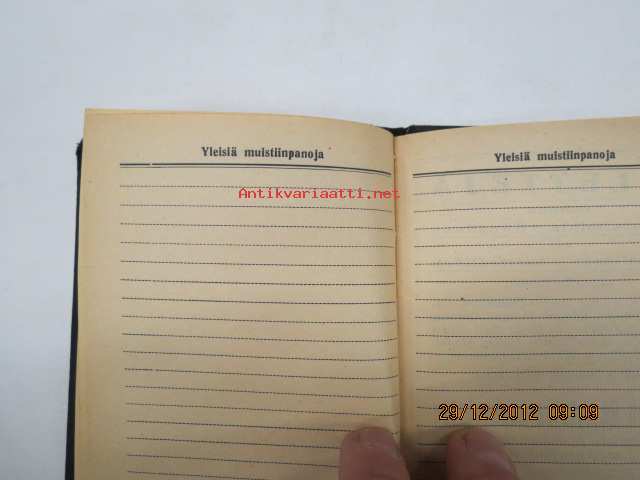 Yleisiä muistiinpanoja
Yleisiä muistiinpanoja
Antikvariaatti.net
29/12/2012 09:09